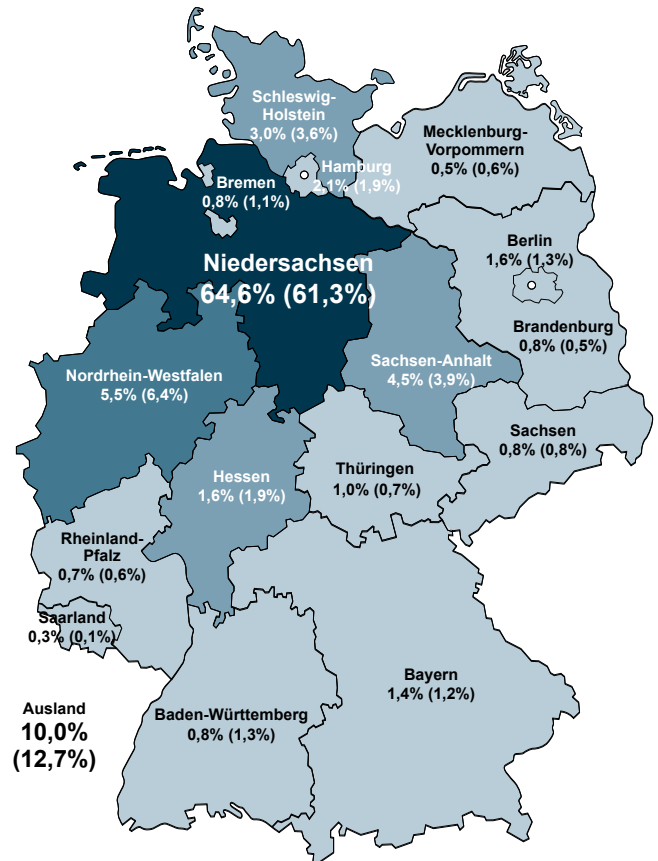 Schleswig-
Holstein
3,0% (3,6%)
Mecklenburg-
Vorpommern
0,5% (0,6%)
Hamburg
2,1% (1,9%)
Bremen
0,8% (1,1%)
Berlin
1,6% (1,3%)
Niedersachsen
64,6% (61,3%)
Brandenburg
0,8% (0,5%)
Nordrhein-Westfalen
5,5% (6,4%)
Sachsen-Anhalt
4,5% (3,9%)
Sachsen
0,8% (0,8%)
Hessen
1,6% (1,9%)
Thüringen
1,0% (0,7%)
Rheinland-
Pfalz
0,7% (0,6%)
Saarland
0,3% (0,1%)
Bayern
1,4% (1,2%)
Ausland
10,0%
(12,7%)
Baden-Württemberg
0,8% (1,3%)